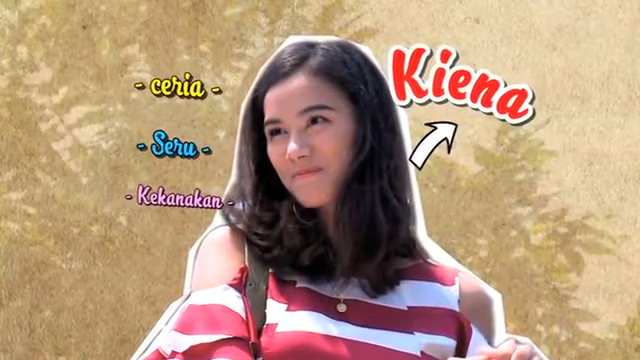 Kiena
- ceria -
- Seru -
- Kekanakan -